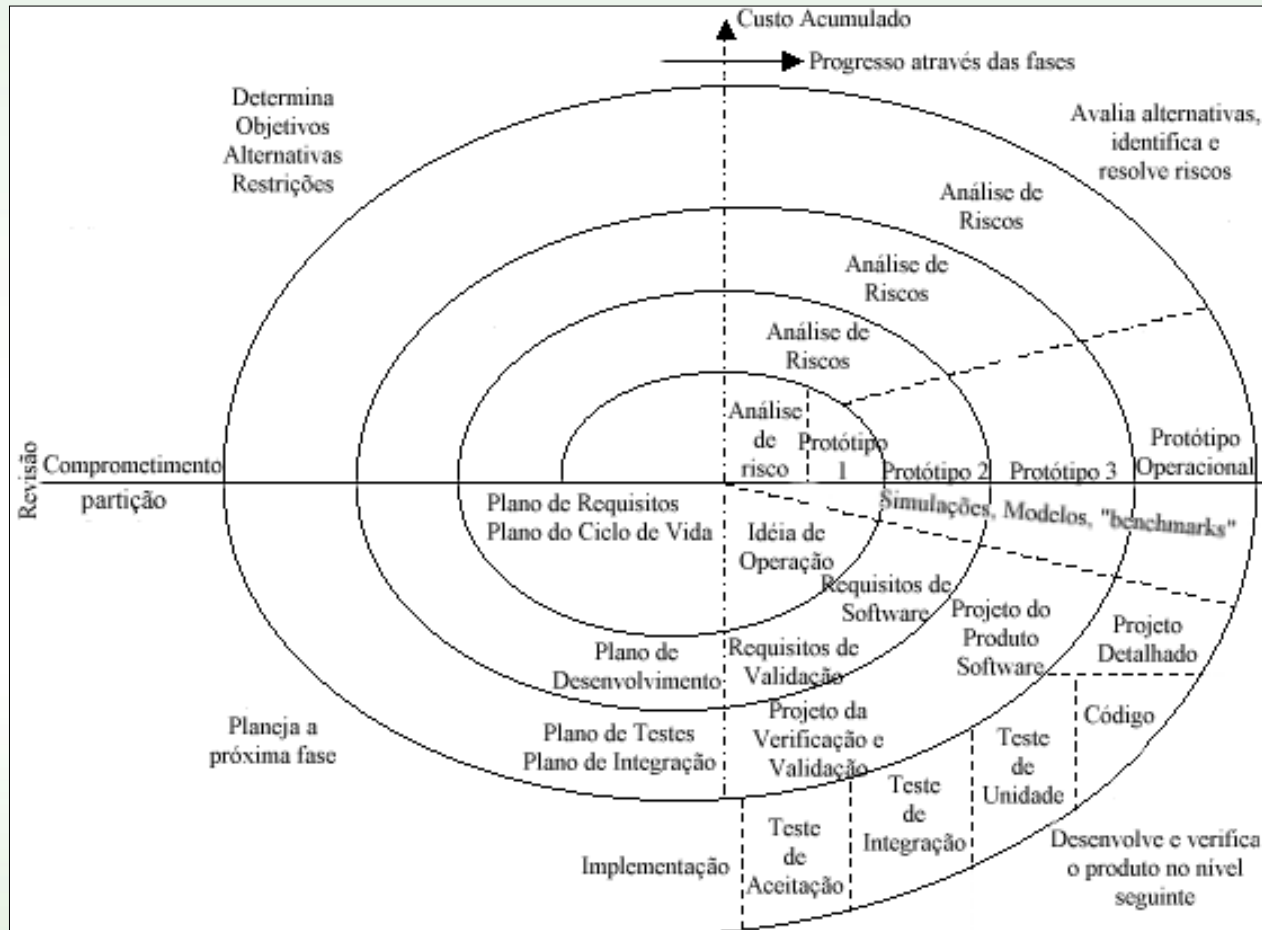 Custo Acumulado
Progresso através das fases
Determina
Objetivos
Alternativas
Restrições
Avalia alternativas,
identifica e
resolve riscos
Análise de
Riscos
Análise de
Riscos
Análise de
Riscos
Análise
de
risco
Protótipo
1
Protótipo 2
Protótipo 3
Protótipo
Operacional
Revisão
Comprometimento
partição
Simulações, Modelos, "benchmarks"
Plano de Requisitos
Plano do Ciclo de Vida
Idéia de
Operação
Requisitos de
Software
Projeto do
Produto
Software
Projeto
Detalhado
Plano de
Desenvolvimento
Requisitos de
Validação
Código
Planeja a
próxima fase
Plano de Testes
Plano de Integração
Projeto da
Verificação e
Validação
Teste
de
Unidade
Teste
de
Integração
Teste
de
Aceitação
Implementação
Desenvolve e verifica
o produto no nível
seguinte